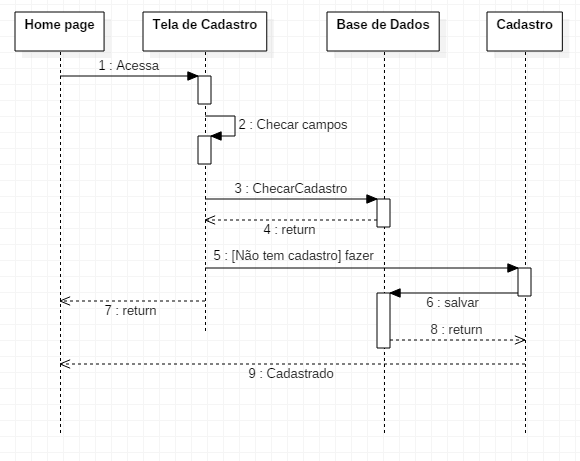 Home page
Tela de Cadastro
Base de Dados
Cadastro
1 : Acessa
2 : Checar campos
3 : ChecarCadastro
4 : return
5 : [Não tem cadastro] fazer
6 : salvar
7 : return
8 : return
9 : Cadastrado